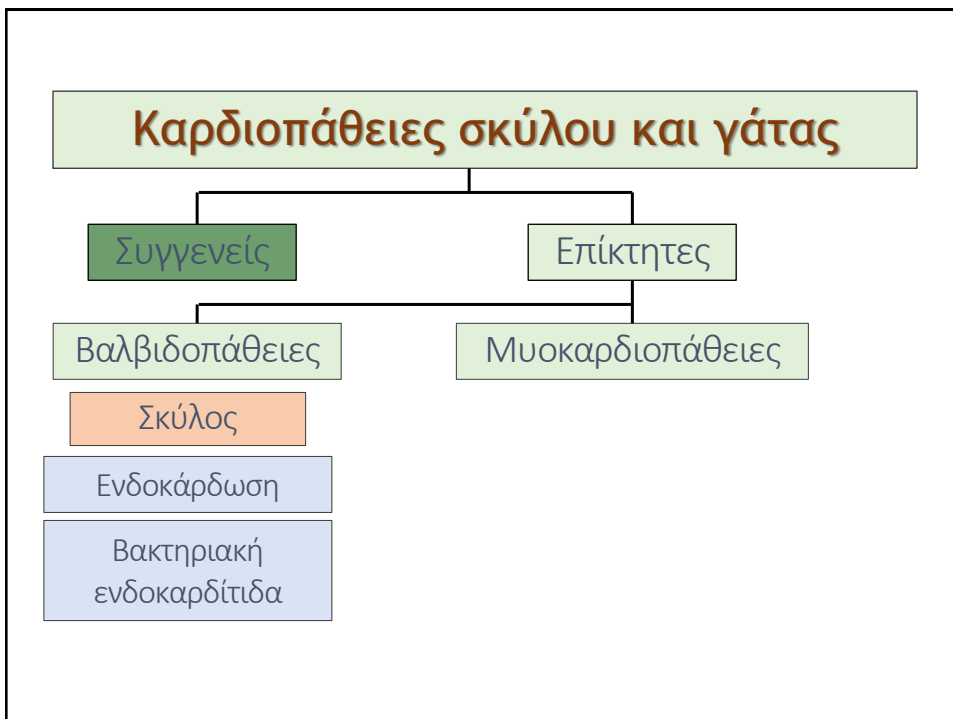 Καρδιοπάθειες σκύλου και γάτας
Συγγενείς
Επίκτητες
Βαλβιδοπάθειες
Μυοκαρδιοπάθειες
Σκύλος
Ενδοκάρδωση
Βακτηριακή
ενδοκαρδίτιδα